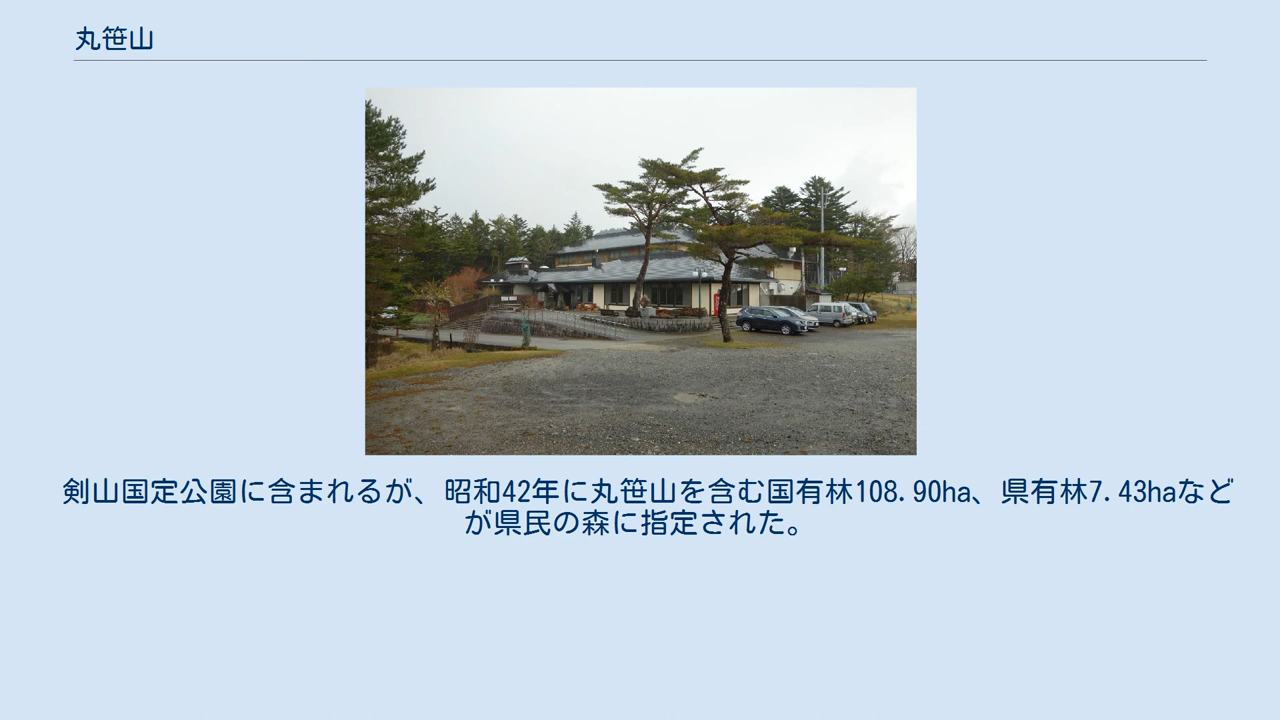 丸笹山
剣山国定公園に含まれるが、昭和42年に丸笹山を含む国有林108.90ha、県有林7.43haなど
が県民の森に指定された。